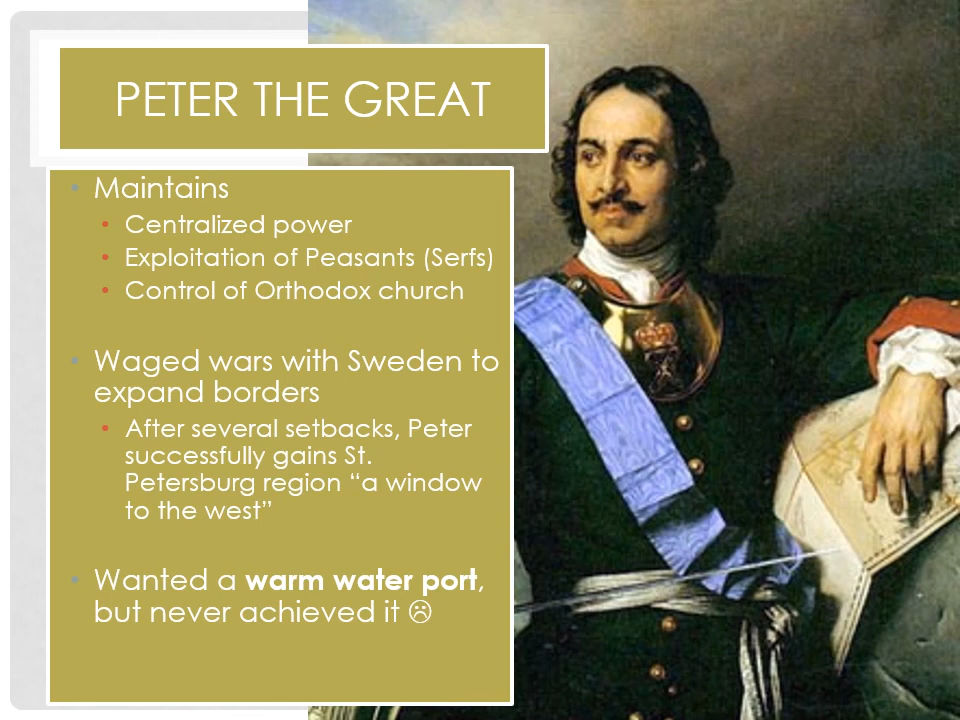 PETER THE GREAT
• Maintains
• Centralized power
• Exploitation of Peasants (Serfs)
• Control of Orthodox church
• Waged wars with Sweden to
expand borders
• After several setbacks, Peter
successfully gains St.
Petersburg region “a window
to the west”
• Wanted a warm water port,
but never achieved it ☹